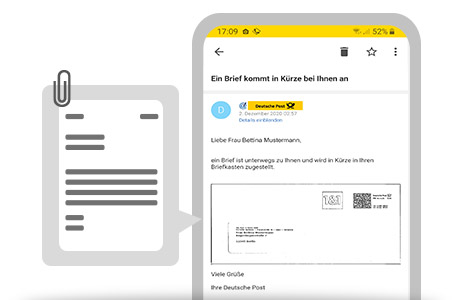 17:09
52%
Ein Brief kommt in Kürze bei Ihnen an
D
Deutsche Post
2. Dezember 2020 02:57
Details einblenden
Liebe Frau Bettina Mustermann,
ein Brief ist unterwegs zu Ihnen und wird in Kürze in Ihren
Briefkasten zugestellt.
1&1
Viele Grüße
Ihre Deutsche Post